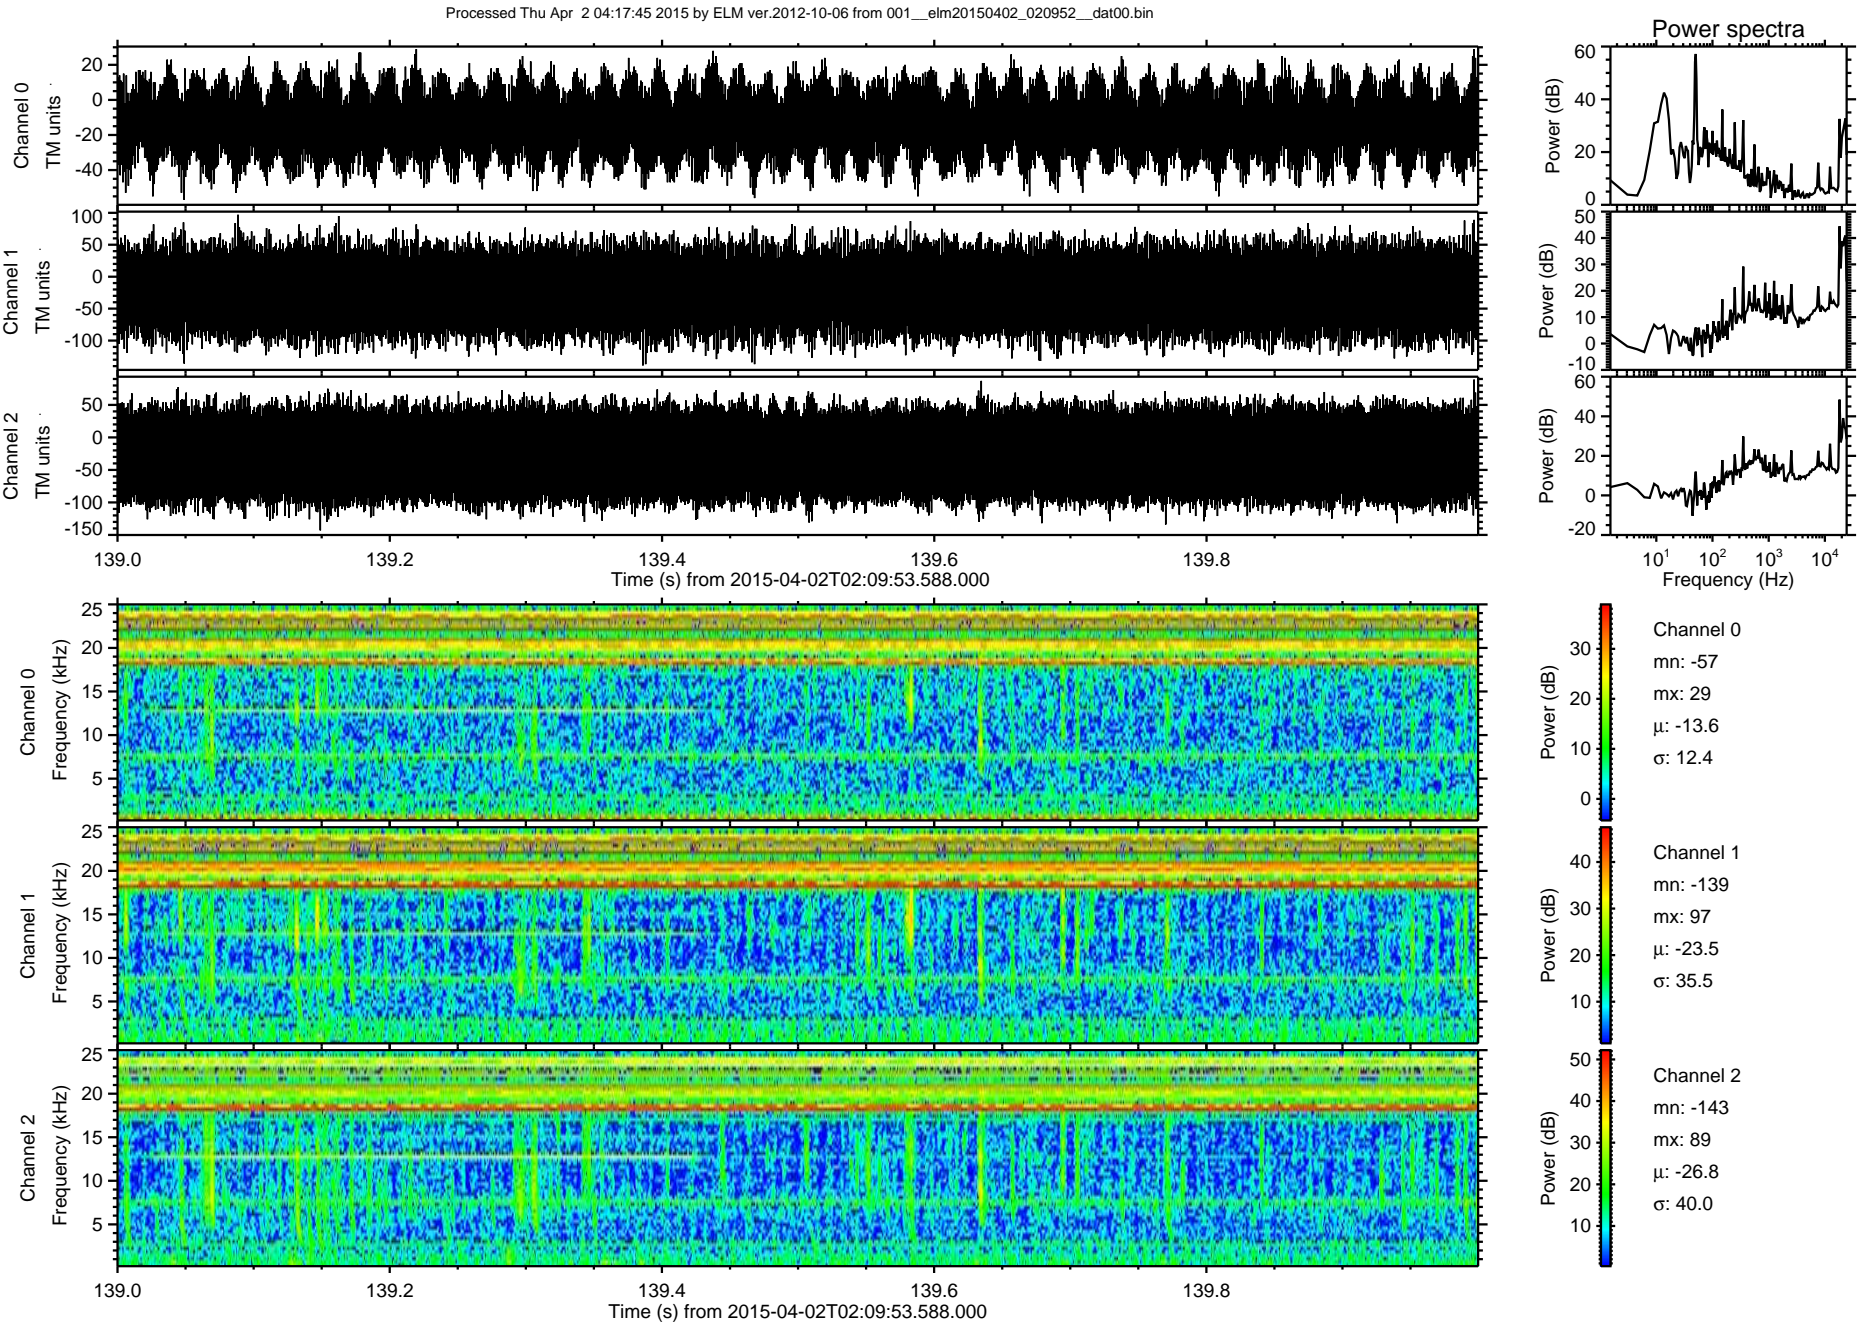 Processed Thu Apr  2 04:17:45 2015 by ELM ver.2012-10-06 from 001__elm20150402_020952__dat00.bin
Power spectra
Channel 0
TM units
20
0
-20
-40
Power (dB)
60
40
20
0
Channel 1
TM units
100
50
0
-50
-100
Power (dB)
50
40
30
20
10
0
-10
Channel 2
TM units
50
0
-50
-100
-150
Power (dB)
60
40
20
0
-20
139.0 139.2 139.4 139.6 139.8
Time (s) from 2015-04-02T02:09:53.588.000
10^1 10^2 10^3 10^4
Frequency (Hz)
Channel 0
Frequency (kHz)
25
20
15
10
5
Power (dB)
30
20
10
0
Channel 0
mn: -57
mx: 29
μ: -13.6
σ: 12.4
Channel 1
Frequency (kHz)
25
20
15
10
5
Power (dB)
40
30
20
10
Channel 1
mn: -139
mx: 97
μ: -23.5
σ: 35.5
Channel 2
Frequency (kHz)
25
20
15
10
5
Power (dB)
50
40
30
20
10
Channel 2
mn: -143
mx: 89
μ: -26.8
σ: 40.0
139.0 139.2 139.4 139.6 139.8
Time (s) from 2015-04-02T02:09:53.588.000